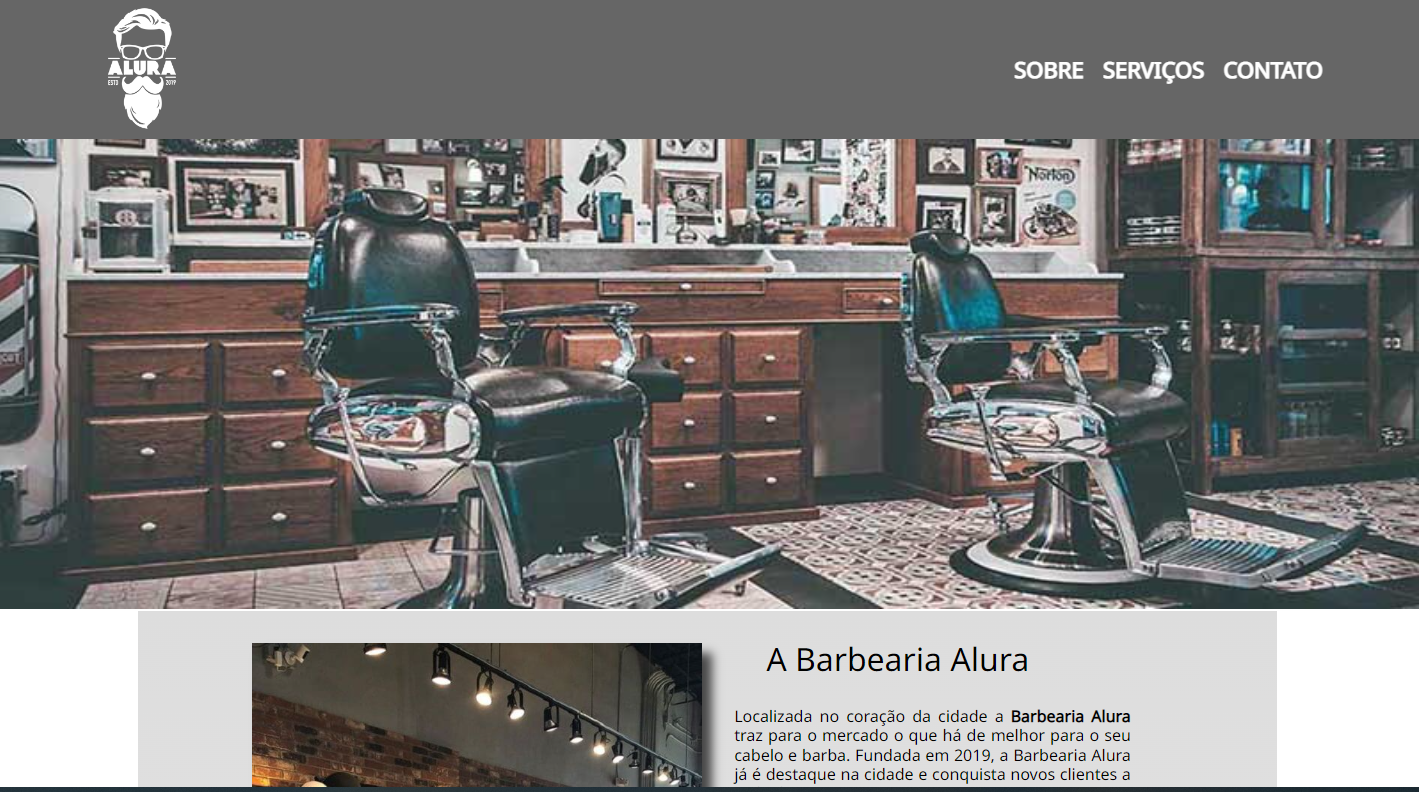 ALURA
ESTD 2019
SOBRE SERVIÇOS CONTATO
Norton
A Barbearia Alura
Localizada no coração da cidade a Barbearia Alura
traz para o mercado o que há de melhor para o seu
cabelo e barba. Fundada em 2019, a Barbearia Alura
já é destaque na cidade e conquista novos clientes a